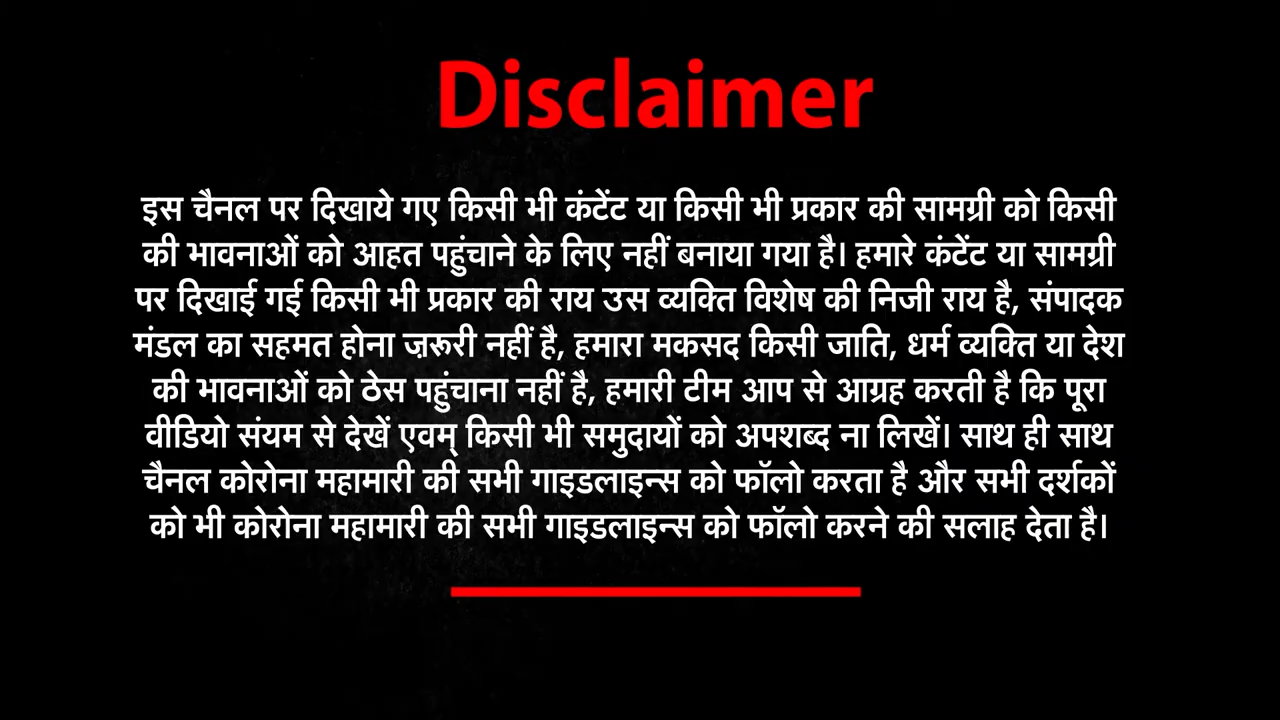 Disclaimer
इस चैनल पर दिखाये गए किसी भी कंटेंट या किसी भी प्रकार की सामग्री को किसी
की भावनाओं को आहत पहुंचाने के लिए नहीं बनाया गया है। हमारे कंटेंट या सामग्री
पर दिखाई गई किसी भी प्रकार की राय उस व्यक्ति विशेष की निजी राय है, संपादक
मंडल का सहमत होना ज़रूरी नहीं है, हमारा मकसद किसी जाति, धर्म व्यक्ति या देश
की भावनाओं को ठेस पहुंचाना नहीं है, हमारी टीम आप से आग्रह करती है कि पूरा
वीडियो संयम से देखें एवम् किसी भी समुदायों को अपशब्द ना लिखें। साथ ही साथ
चैनल कोरोना महामारी की सभी गाइडलाइन्स को फॉलो करता है और सभी दर्शकों
को भी कोरोना महामारी की सभी गाइडलाइन्स को फॉलो करने की सलाह देता है।